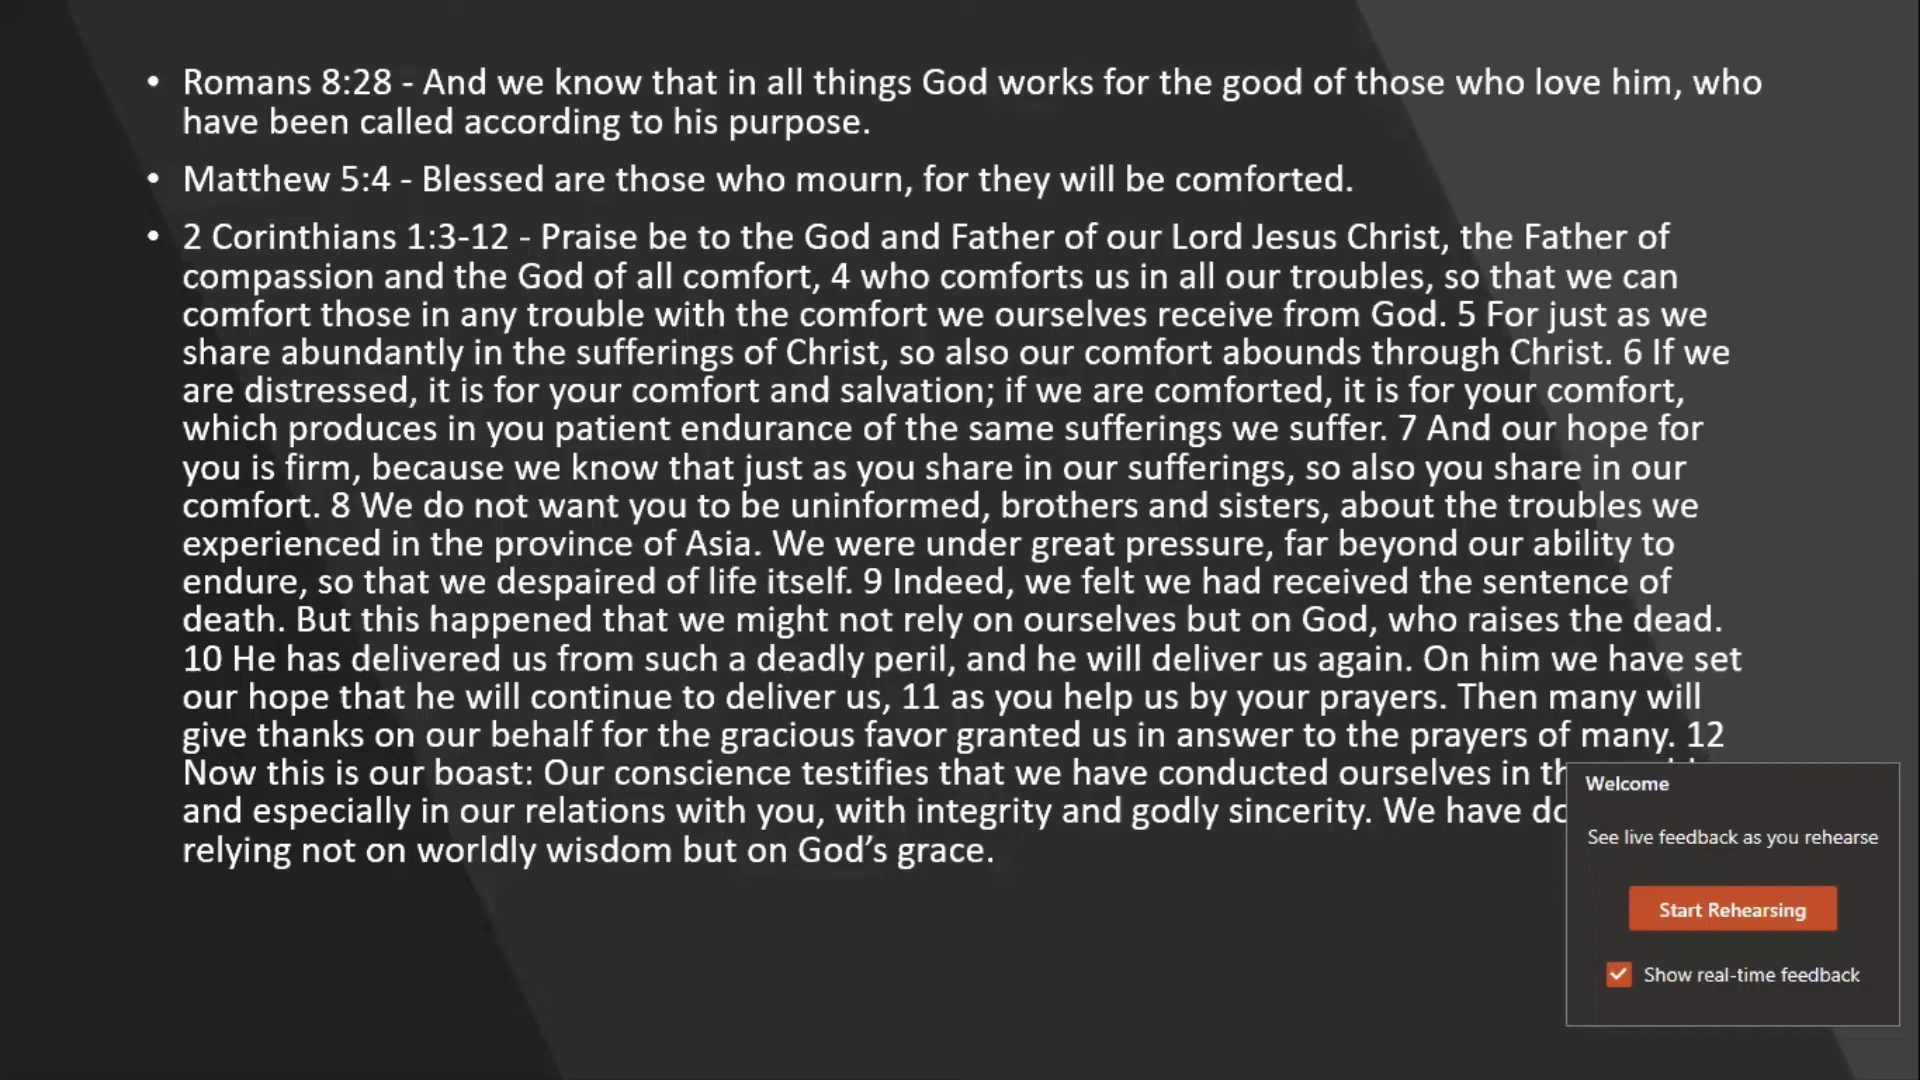 • Romans 8:28 - And we know that in all things God works for the good of those who love him, who
have been called according to his purpose.
• Matthew 5:4 - Blessed are those who mourn, for they will be comforted.
• 2 Corinthians 1:3-12 - Praise be to the God and Father of our Lord Jesus Christ, the Father of
compassion and the God of all comfort, 4 who comforts us in all our troubles, so that we can
comfort those in any trouble with the comfort we ourselves receive from God. 5 For just as we
share abundantly in the sufferings of Christ, so also our comfort abounds through Christ. 6 If we
are distressed, it is for your comfort and salvation; if we are comforted, it is for your comfort,
which produces in you patient endurance of the same sufferings we suffer. 7 And our hope for
you is firm, because we know that just as you share in our sufferings, so also you share in our
comfort. 8 We do not want you to be uninformed, brothers and sisters, about the troubles we
experienced in the province of Asia. We were under great pressure, far beyond our ability to
endure, so that we despaired of life itself. 9 Indeed, we felt we had received the sentence of
death. But this happened that we might not rely on ourselves but on God, who raises the dead.
10 He has delivered us from such a deadly peril, and he will deliver us again. On him we have set
our hope that he will continue to deliver us, 11 as you help us by your prayers. Then many will
give thanks on our behalf for the gracious favor granted us in answer to the prayers of many. 12
Now this is our boast: Our conscience testifies that we have conducted ourselves in
and especially in our relations with you, with integrity and godly sincerity. We have
relying not on worldly wisdom but on God’s grace.
Welcome
See live feedback as you rehearse
Start Rehearsing
Show real-time feedback